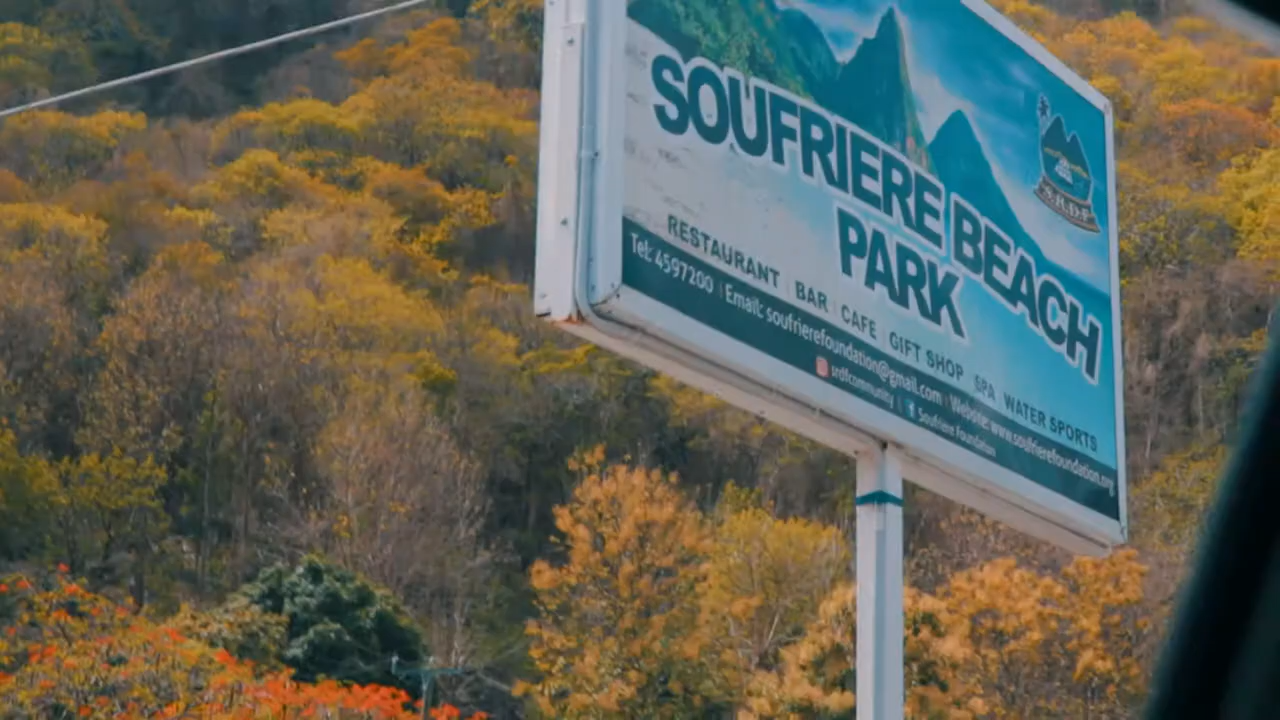 SOUFRIERE BEACH
PARK
RESTAURANT | BAR | CAFE | GIFT SHOP | SPA WATER SPORTS
Tel: 4597200 | Email: soufrierefoundation@gmail.com | Website: www.soufrierefoundation.org
srdfcommunity | Soufriere Foundation
S.R.D.F